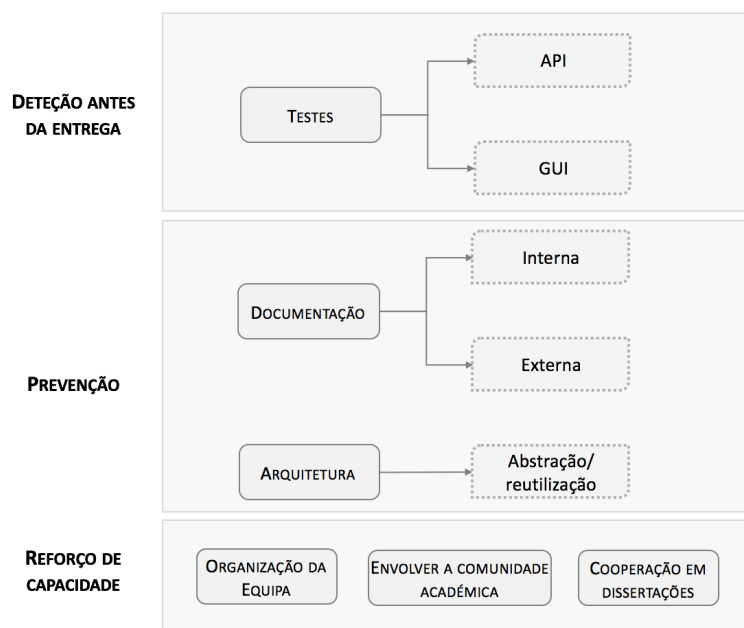 DETEÇÃO ANTES
DA ENTREGA
TESTES
API
GUI
PREVENÇÃO
DOCUMENTAÇÃO
Interna
Externa
ARQUITETURA
Abstração/
reutilização
REFORÇO DE
CAPACIDADE
ORGANIZAÇÃO DA
EQUIPA
ENVOLVER A COMUNIDADE
ACADÉMICA
COOPERAÇÃO EM
DISSERTAÇÕES